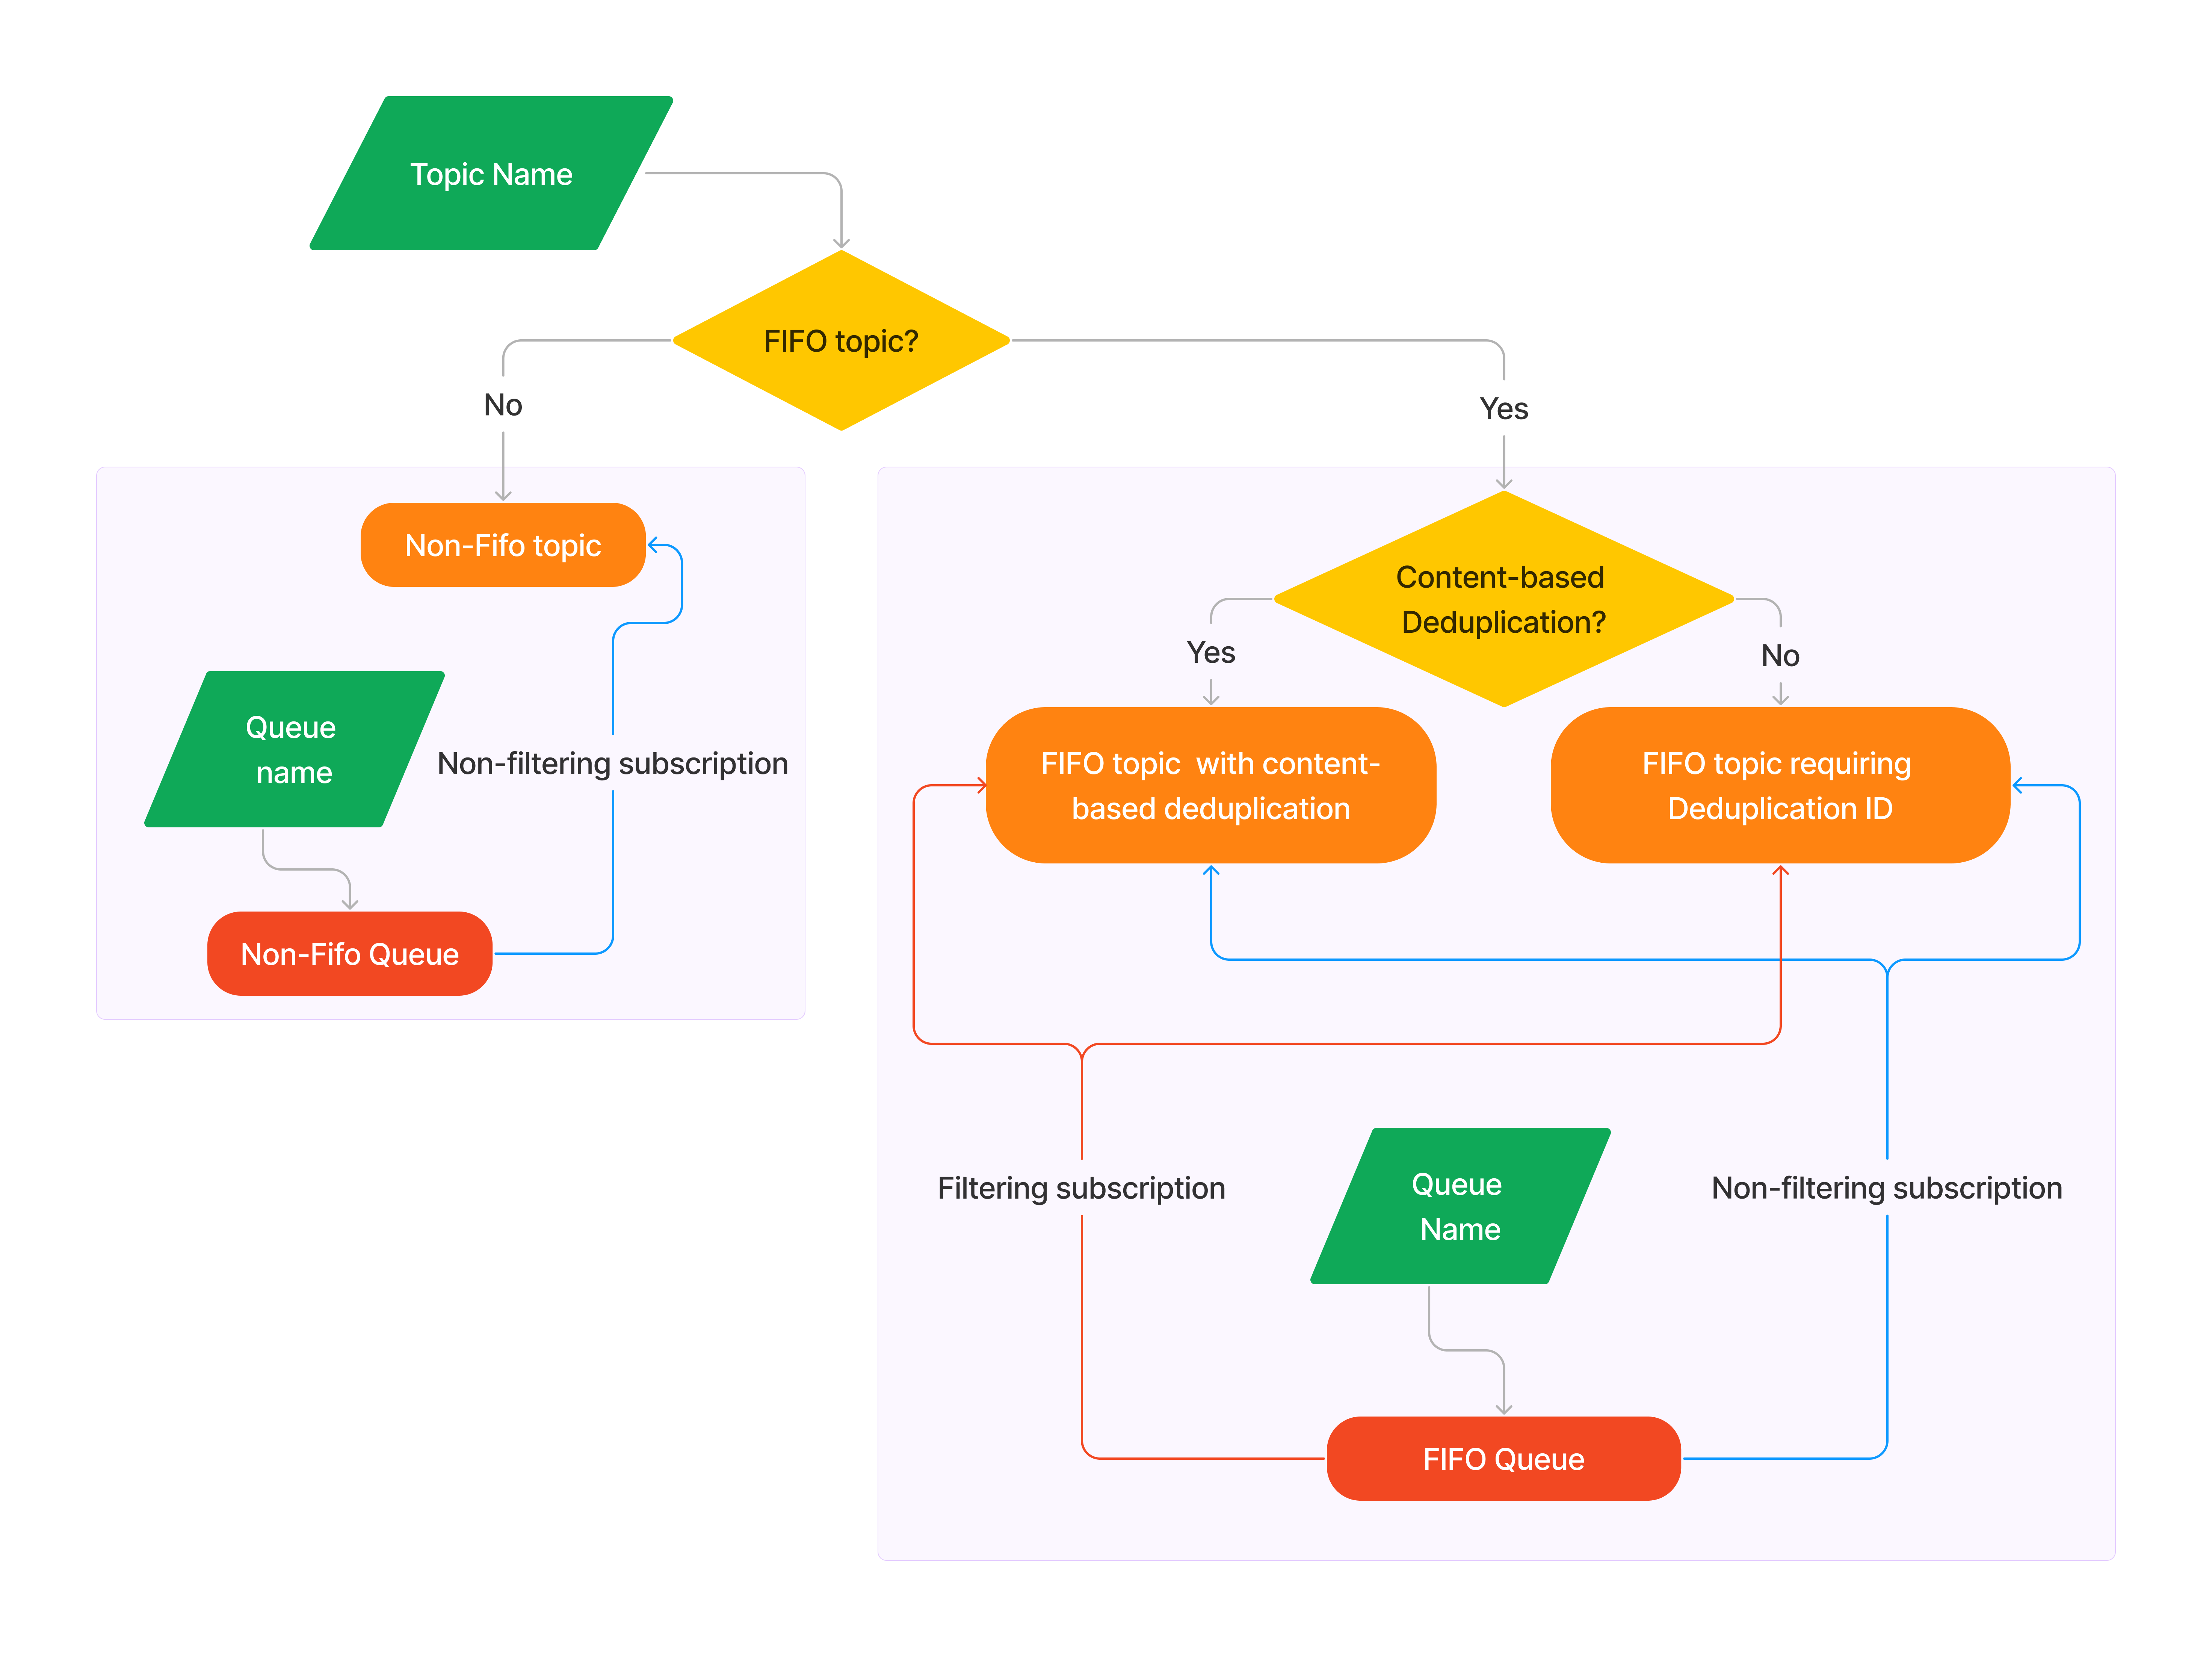 Topic Name
FIFO topic?
No
Yes
Non-Fifo topic
Queue
name
Non-filtering subscription
Non-Fifo Queue
Content-based
Deduplication?
Yes
No
FIFO topic  with content-
based deduplication
FIFO topic requiring
Deduplication ID
Filtering subscription
Queue
Name
Non-filtering subscription
FIFO Queue